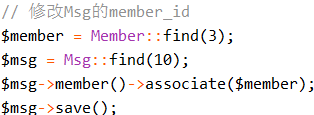 // 修改Msg的member_id
$member = Member::find(3);
$msg = Msg::find(10);
$msg->member()->associate($member);
$msg->save();